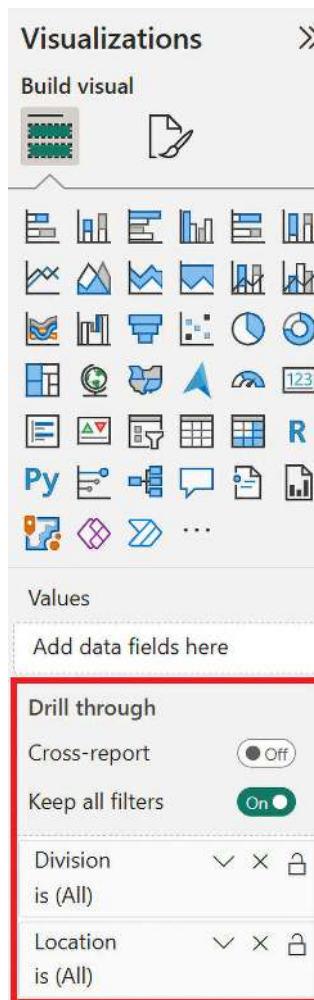 Visualizations
Build visual
123
R
Py
...
Values
Add data fields here
Drill through
Cross-report Off
Keep all filters On
Division
is (All)
Location
is (All)